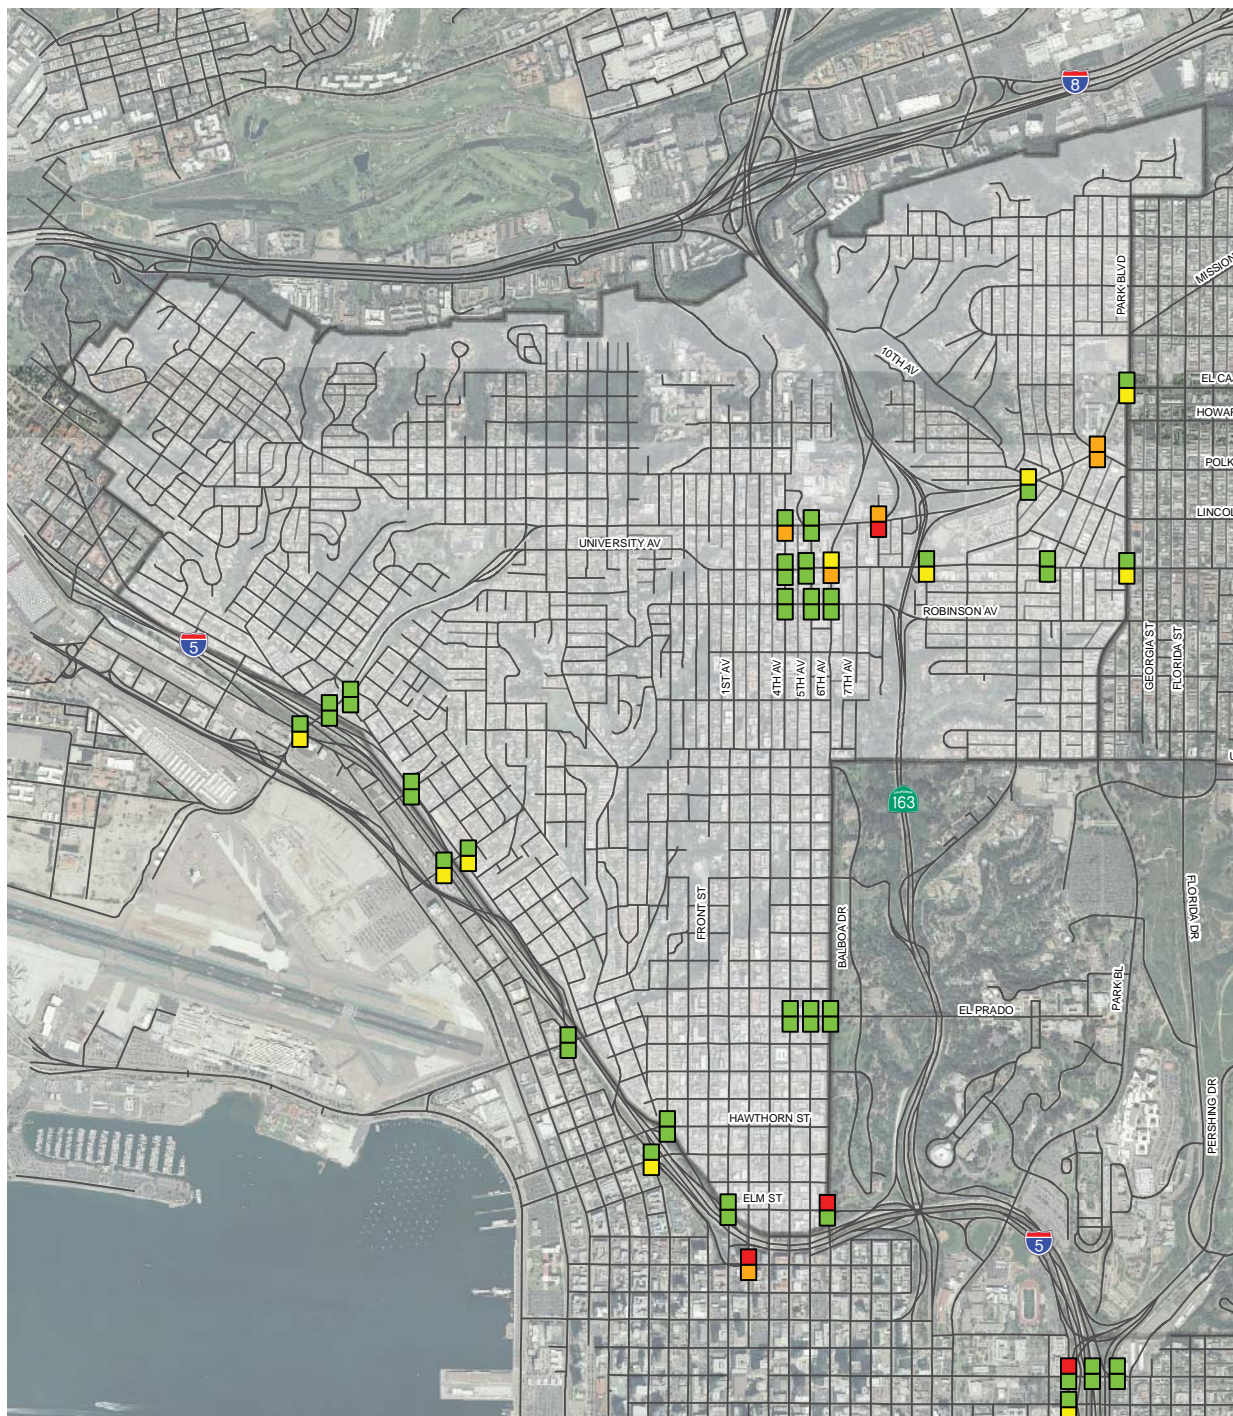 8
PARK BLVD
MISSION
10TH AV
EL CA
HOWAR
POLK
LINCOL
UNIVERSITY AV
ROBINSON AV
5
1ST AV
4TH AV
5TH AV
6TH AV
7TH AV
GEORGIA ST
FLORIDA ST
U
CALIFORNIA
163
FRONT ST
BALBOA DR
FLORIDA DR
PARK BL
EL PRADO
HAWTHORN ST
PERSHING DR
ELM ST
5